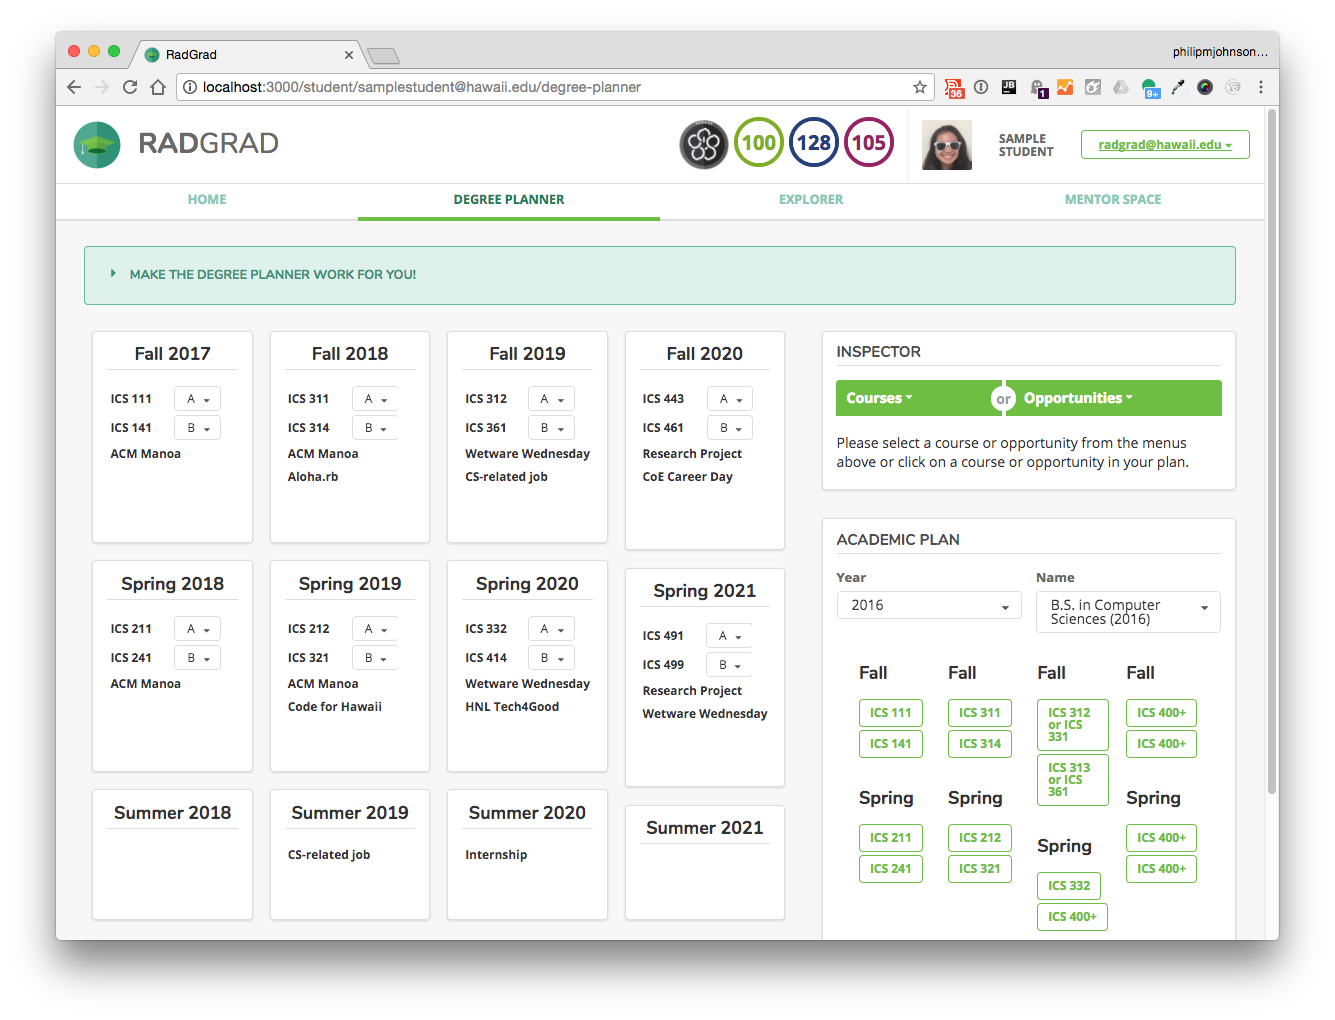 RadGrad
philipmjohnson...
localhost:3000/student/samplestudent@hawaii.edu/degree-planner
36
JB
1
9+
RADGRAD
100
128
105
SAMPLE
STUDENT
radgrad@hawaii.edu
HOME
DEGREE PLANNER
EXPLORER
MENTOR SPACE
MAKE THE DEGREE PLANNER WORK FOR YOU!
Fall 2017
ICS 111 A
ICS 141 B
ACM Manoa
Fall 2018
ICS 311 A
ICS 314 B
ACM Manoa
Aloha.rb
Fall 2019
ICS 312 A
ICS 361 B
Wetware Wednesday
CS-related job
Fall 2020
ICS 443 A
ICS 461 B
Research Project
CoE Career Day
Spring 2018
ICS 211 A
ICS 241 B
ACM Manoa
Spring 2019
ICS 212 A
ICS 321 B
ACM Manoa
Code for Hawaii
Spring 2020
ICS 332 A
ICS 414 B
Wetware Wednesday
HNL Tech4Good
Spring 2021
ICS 491 A
ICS 499 B
Research Project
Wetware Wednesday
Summer 2018
Summer 2019
CS-related job
Summer 2020
Internship
Summer 2021
INSPECTOR
Courses or Opportunities
Please select a course or opportunity from the menus
above or click on a course or opportunity in your plan.
ACADEMIC PLAN
Year
2016
Name
B.S. in Computer
Sciences (2016)
Fall
ICS 111
ICS 141
Spring
ICS 211
ICS 241
Fall
ICS 311
ICS 314
Spring
ICS 212
ICS 321
Fall
ICS 312
or ICS
331
ICS 313
or ICS
361
Spring
ICS 332
ICS 400+
Fall
ICS 400+
ICS 400+
Spring
ICS 400+
ICS 400+